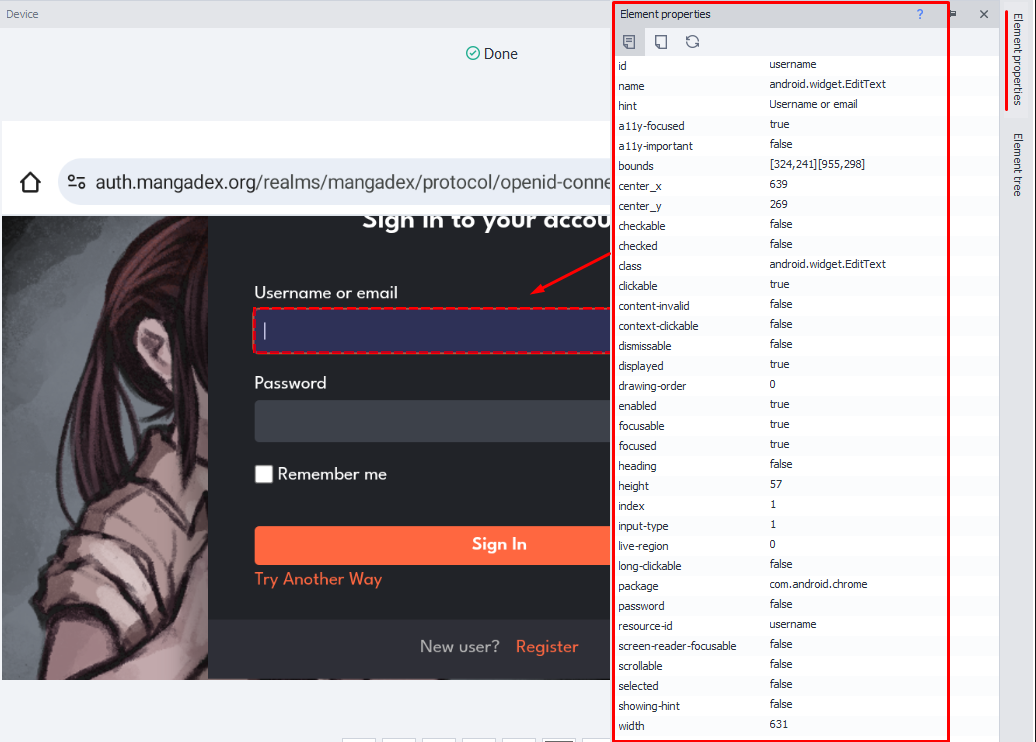 Device
Done
auth.mangadex.org/realms/mangadex/protocol/openid-conne
Sign in to your accou
Username or email
Password
Remember me
Sign In
Try Another Way
New user? Register
Element properties ?
id username
name android.widget.EditText
hint Username or email
a11y-focused true
a11y-important false
bounds [324,241][955,298]
center_x 639
center_y 269
checkable false
checked false
class android.widget.EditText
clickable true
content-invalid false
context-clickable false
dismissable false
displayed true
drawing-order 0
enabled true
focusable true
focused true
heading false
height 57
index 1
input-type 1
live-region 0
long-clickable false
package com.android.chrome
password false
resource-id username
screen-reader-focusable false
scrollable false
selected false
showing-hint false
width 631
Element properties
Element tree